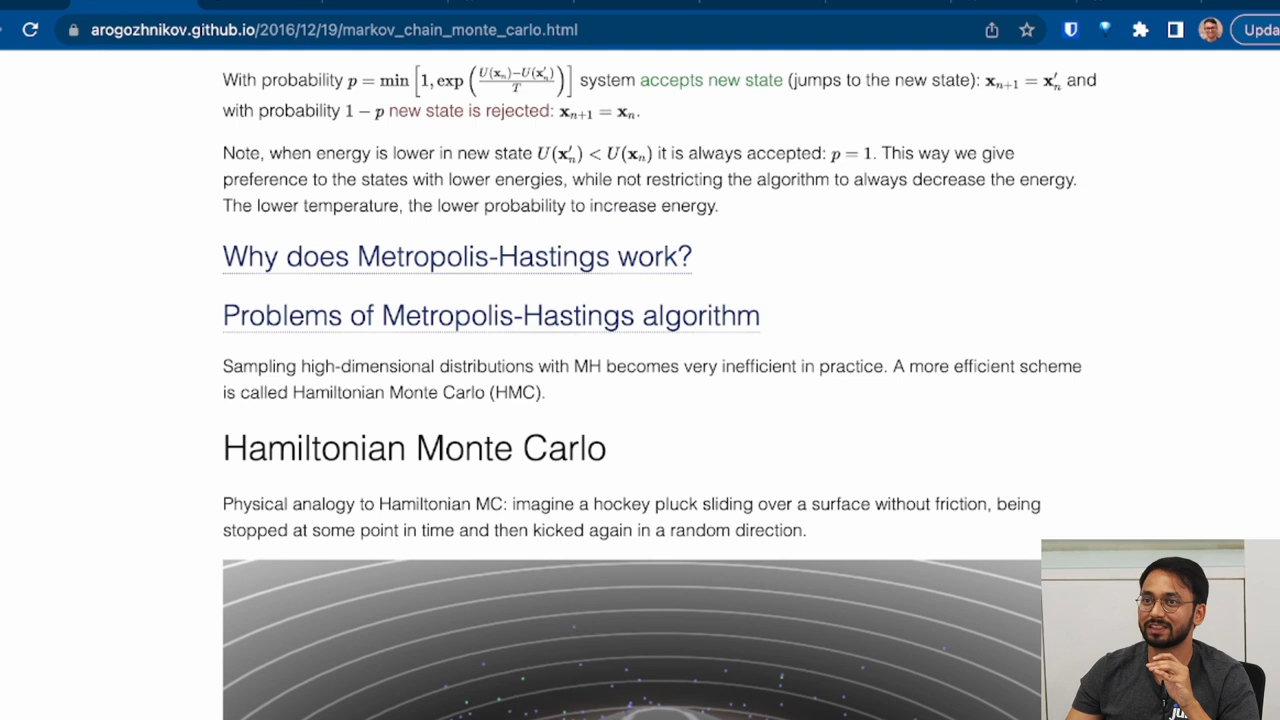 arogozhnikov.github.io/2016/12/19/markov_chain_monte_carlo.html
Upda
With probability p = min [1, exp (U(xₙ)−U(x′ₙ) / T)] system accepts new state (jumps to the new state): xₙ₊₁ = x′ₙ and
with probability 1 − p new state is rejected: xₙ₊₁ = xₙ.
Note, when energy is lower in new state U(x′ₙ) < U(xₙ) it is always accepted: p = 1. This way we give
preference to the states with lower energies, while not restricting the algorithm to always decrease the energy.
The lower temperature, the lower probability to increase energy.
Why does Metropolis-Hastings work?
Problems of Metropolis-Hastings algorithm
Sampling high-dimensional distributions with MH becomes very inefficient in practice. A more efficient scheme
is called Hamiltonian Monte Carlo (HMC).
Hamiltonian Monte Carlo
Physical analogy to Hamiltonian MC: imagine a hockey pluck sliding over a surface without friction, being
stopped at some point in time and then kicked again in a random direction.